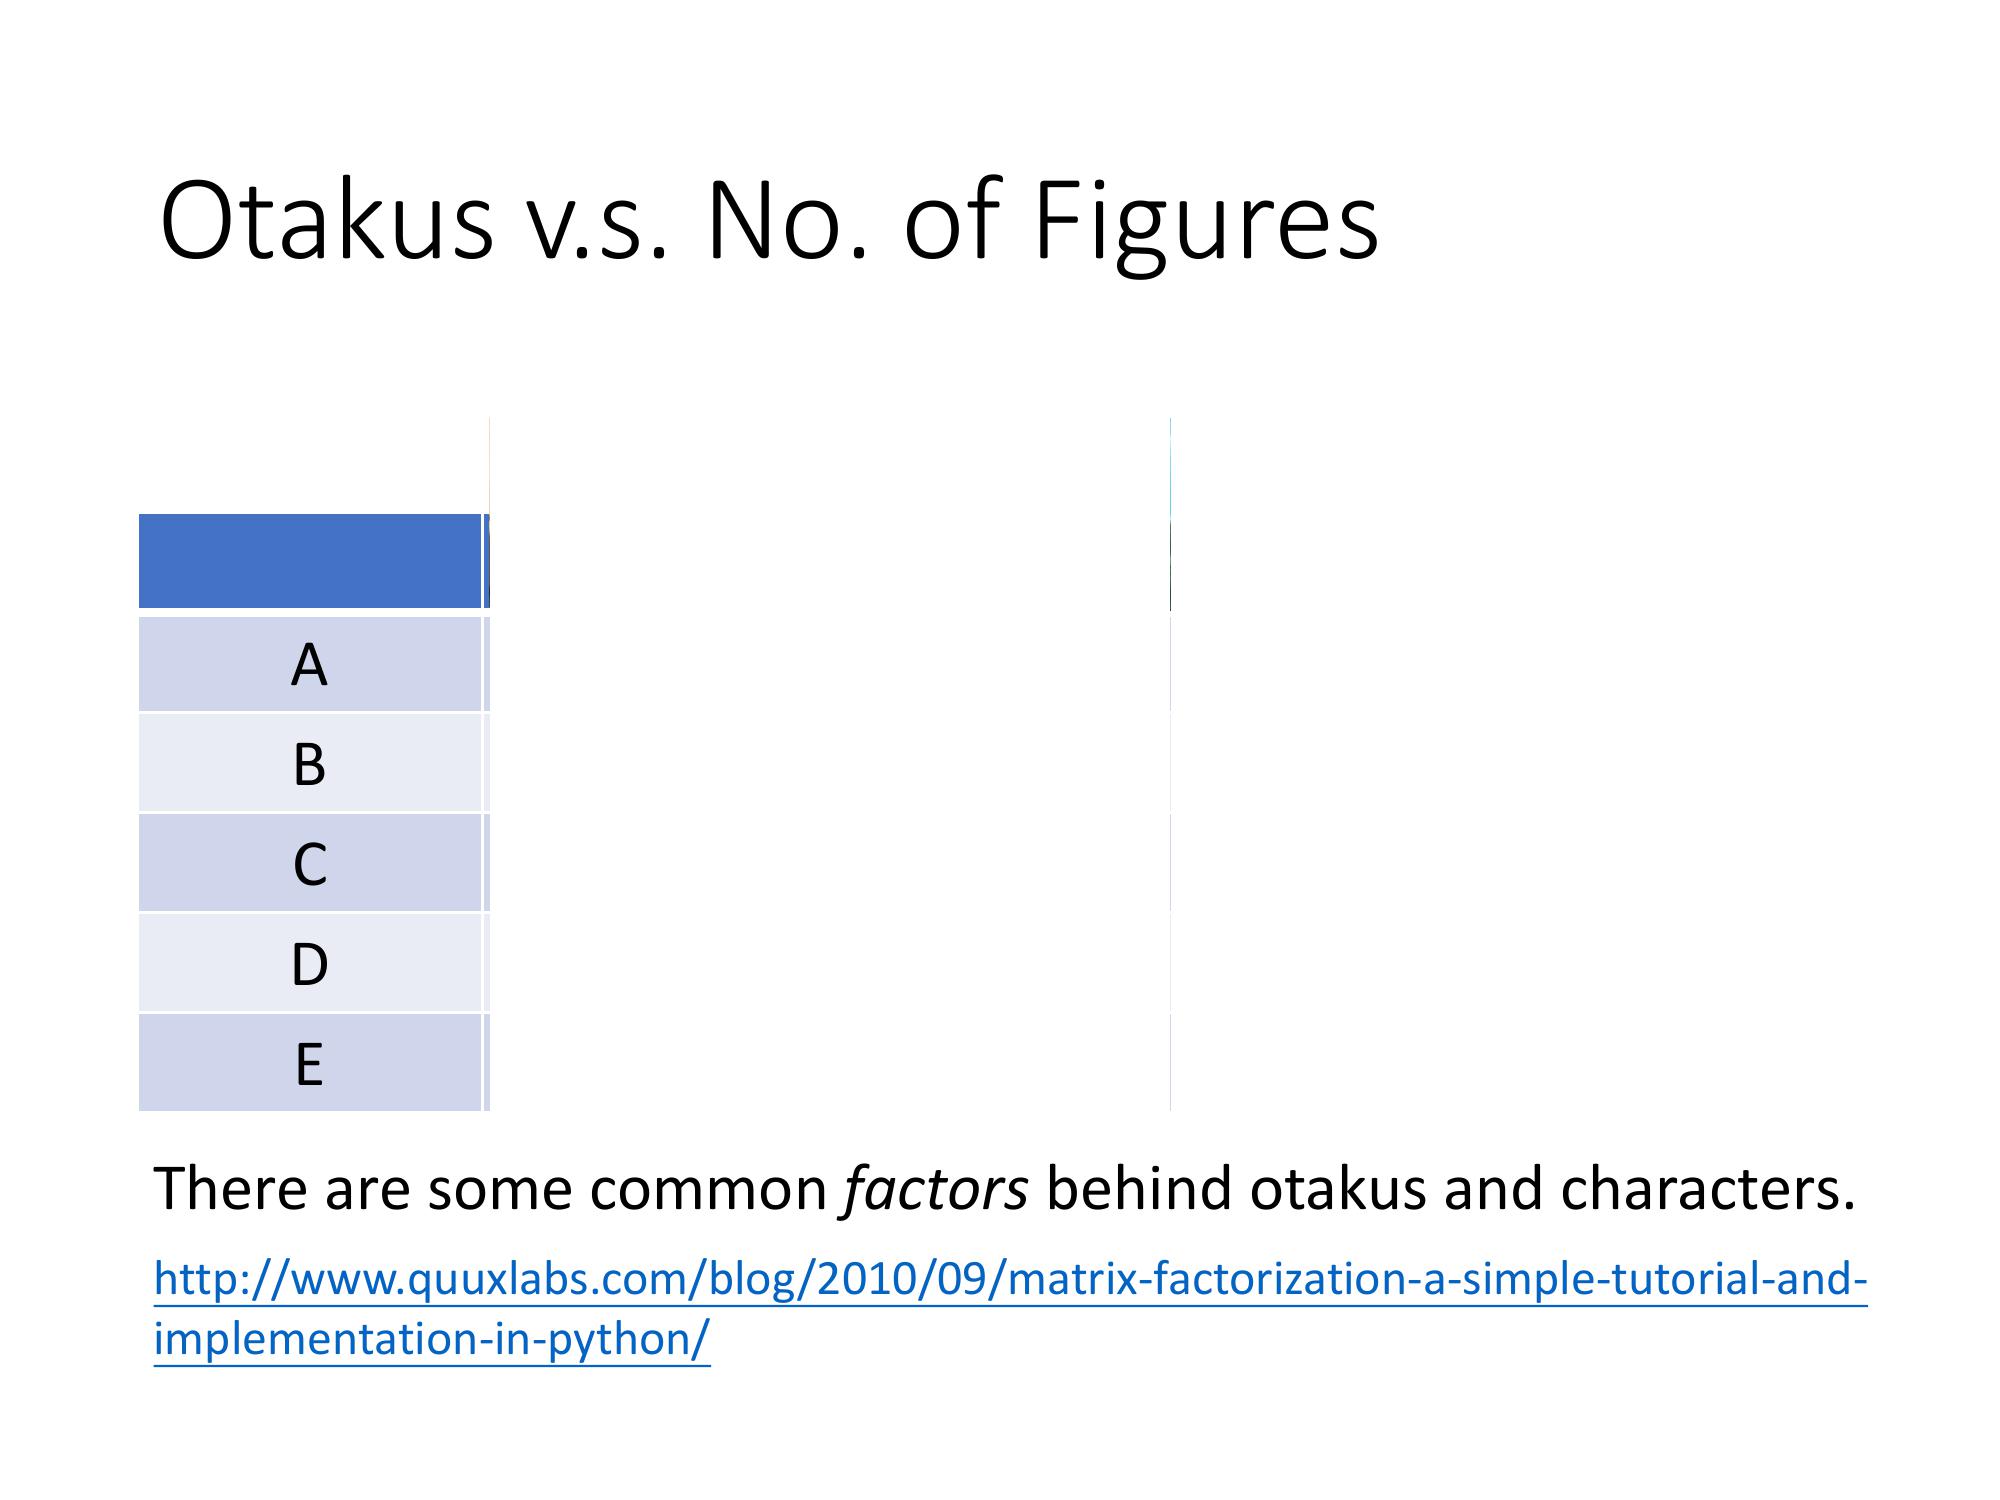 Otakus v.s. No. of Figures
A
B
C
D
E
There are some common factors behind otakus and characters.
http://www.quuxlabs.com/blog/2010/09/matrix-factorization-a-simple-tutorial-and-
implementation-in-python/